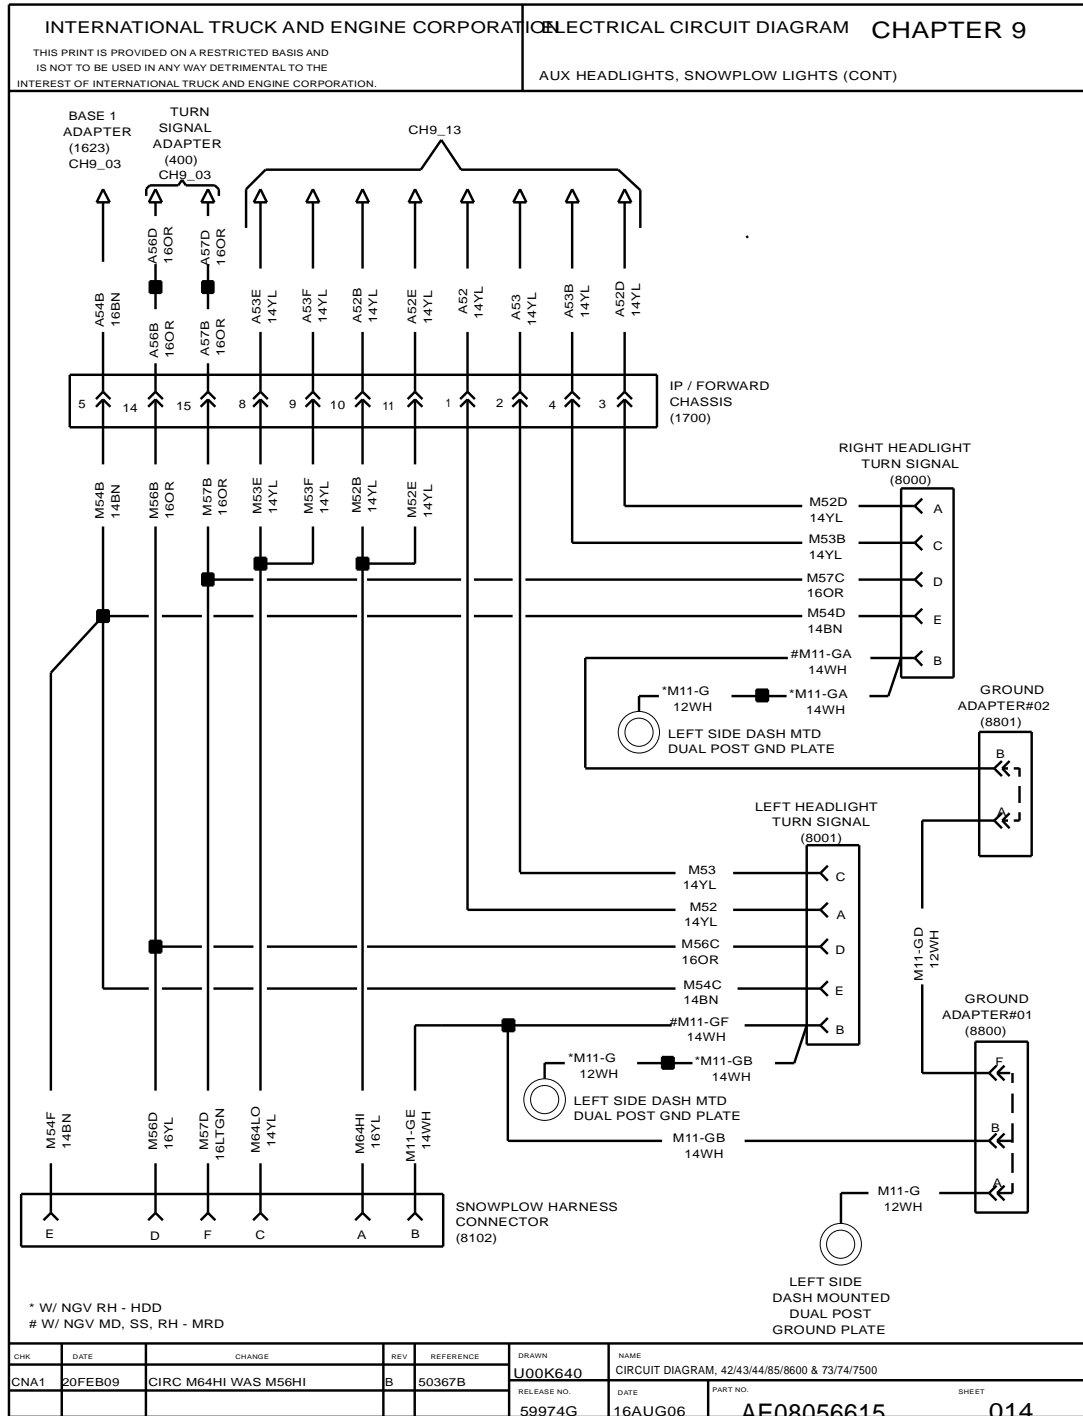 INTERNATIONAL TRUCK AND ENGINE CORPORATION
ELECTRICAL CIRCUIT DIAGRAM CHAPTER 9
THIS PRINT IS PROVIDED ON A RESTRICTED BASIS AND
IS NOT TO BE USED IN ANY WAY DETRIMENTAL TO THE
INTEREST OF INTERNATIONAL TRUCK AND ENGINE CORPORATION.
AUX HEADLIGHTS, SNOWPLOW LIGHTS (CONT)
BASE 1
ADAPTER
(1623)
CH9_03
TURN
SIGNAL
ADAPTER
(400)
CH9_03
CH9_13
A56D
16OR
A57D
16OR
A54B
16BN
A56B
16OR
A57B
16OR
A53E
14YL
A53F
14YL
A52B
14YL
A52E
14YL
A52
14YL
A53
14YL
A53B
14YL
A52D
14YL
5 14 15 8 9 10 11 1 2 4 3
IP / FORWARD
CHASSIS
(1700)
M54B
14BN
M56B
16OR
M57B
16OR
M53E
14YL
M53F
14YL
M52B
14YL
M52E
14YL
RIGHT HEADLIGHT
TURN SIGNAL
(8000)
M52D
14YL
A
M53B
14YL
C
M57C
16OR
D
M54D
14BN
E
#M11-GA
14WH
B
*M11-G
12WH
*M11-GA
14WH
LEFT SIDE DASH MTD
DUAL POST GND PLATE
GROUND
ADAPTER#02
(8801)
B
A
LEFT HEADLIGHT
TURN SIGNAL
(8001)
M53
14YL
C
M52
14YL
A
M56C
16OR
D
M54C
14BN
E
#M11-GF
14WH
B
*M11-G
12WH
*M11-GB
14WH
LEFT SIDE DASH MTD
DUAL POST GND PLATE
M11-GD
12WH
GROUND
ADAPTER#01
(8800)
F
B
A
M11-GB
14WH
M11-G
12WH
LEFT SIDE
DASH MOUNTED
DUAL POST
GROUND PLATE
M54F
14BN
M56D
16YL
M57D
16LTGN
M64LO
14YL
M64HI
16YL
M11-GE
14WH
E D F C A B
SNOWPLOW HARNESS
CONNECTOR
(8102)
* W/ NGV RH - HDD
# W/ NGV MD, SS, RH - MRD
CHK DATE CHANGE REV REFERENCE DRAWN NAME
CNA1 20FEB09 CIRC M64HI WAS M56HI B 50367B U00K640 CIRCUIT DIAGRAM, 42/43/44/85/8600 & 73/74/7500
RELEASE NO. DATE PART NO. SHEET
59974G 16AUG06 AE08056615 014